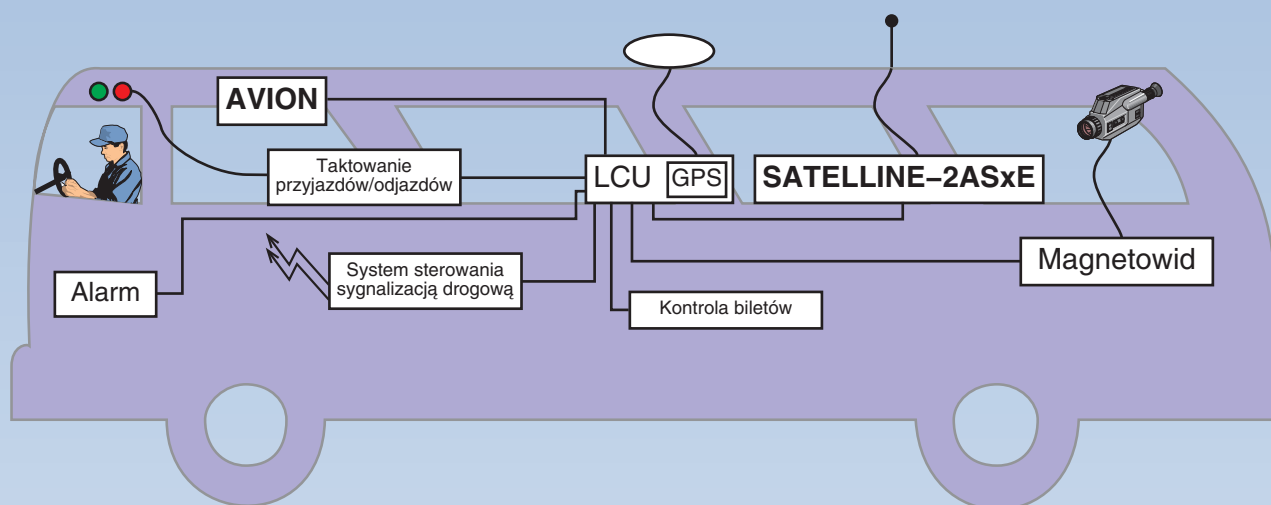 AVION
Taktowanie
przyjazdów/odjazdów
LCU
GPS
SATELLINE–2ASxE
Alarm
System sterowania
sygnalizacją drogową
Kontrola biletów
Magnetowid